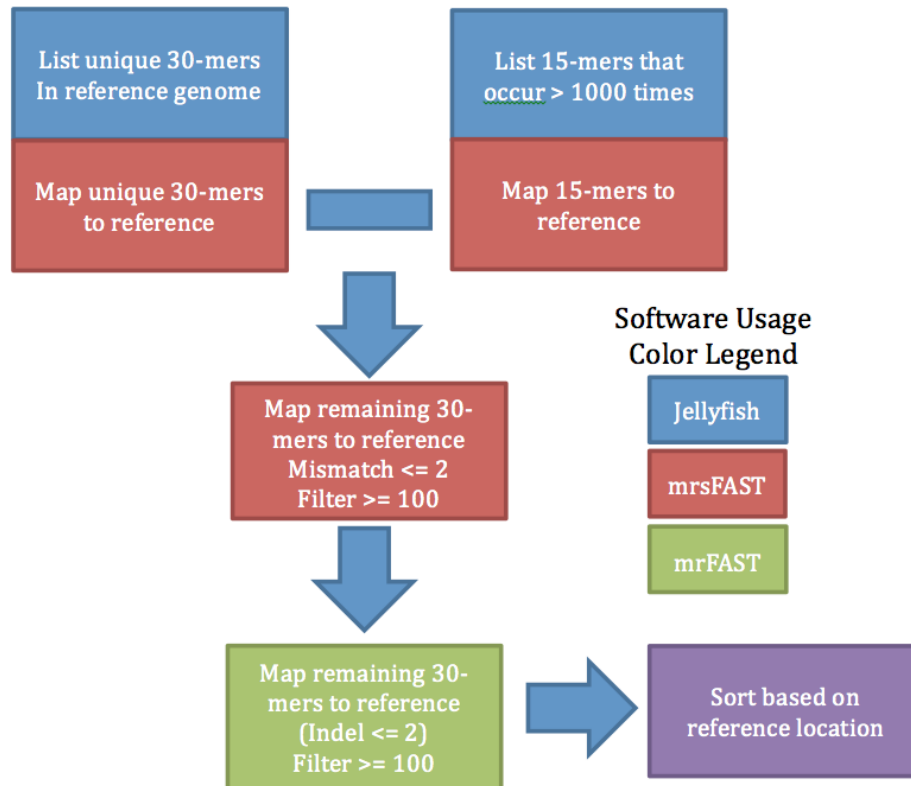 List unique 30-mers
In reference genome
Map unique 30-mers
to reference
List 15-mers that
occur > 1000 times
Map 15-mers to
reference
Map remaining 30-
mers to reference
Mismatch <= 2
Filter >= 100
Software Usage
Color Legend
Jellyfish
mrsFAST
mrFAST
Map remaining 30-
mers to reference
(Indel <= 2)
Filter >= 100
Sort based on
reference location